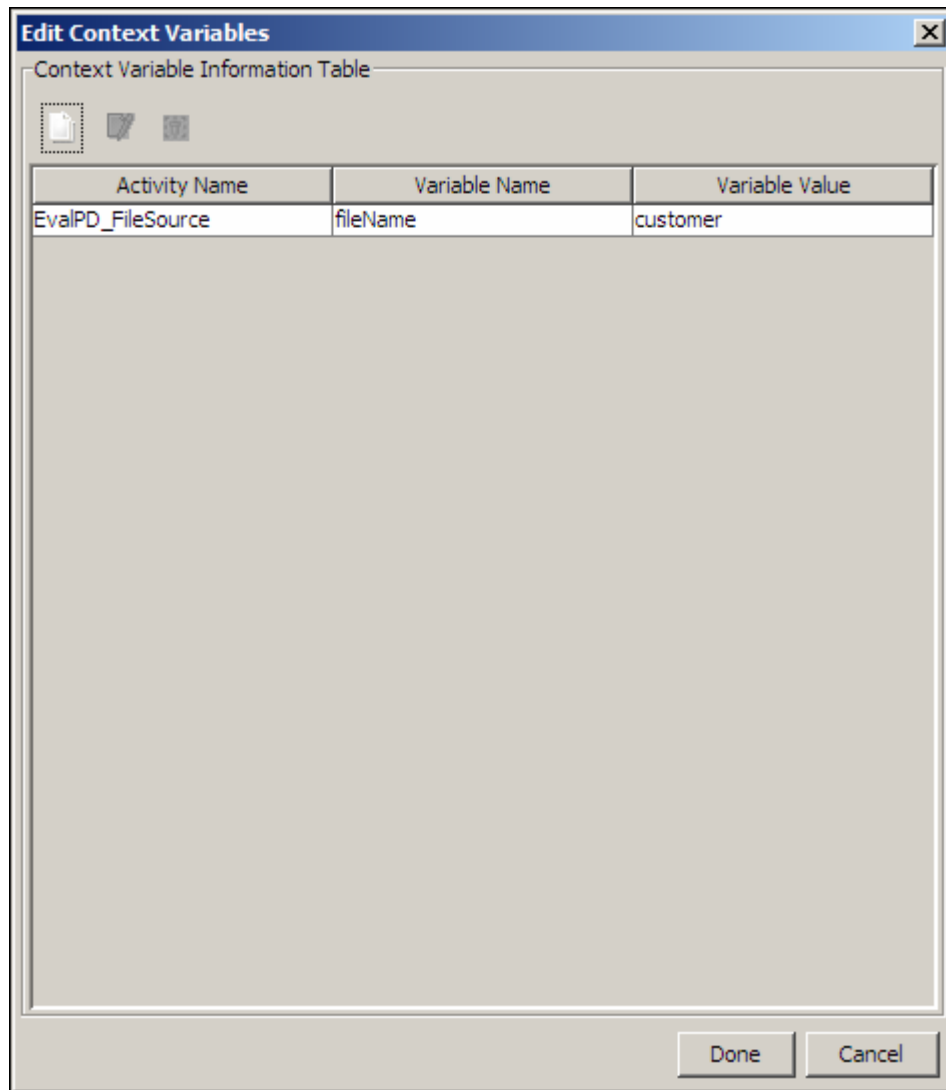 Edit Context Variables
Context Variable Information Table
Activity Name Variable Name Variable Value
EvalPD_FileSource fileName customer
Done Cancel